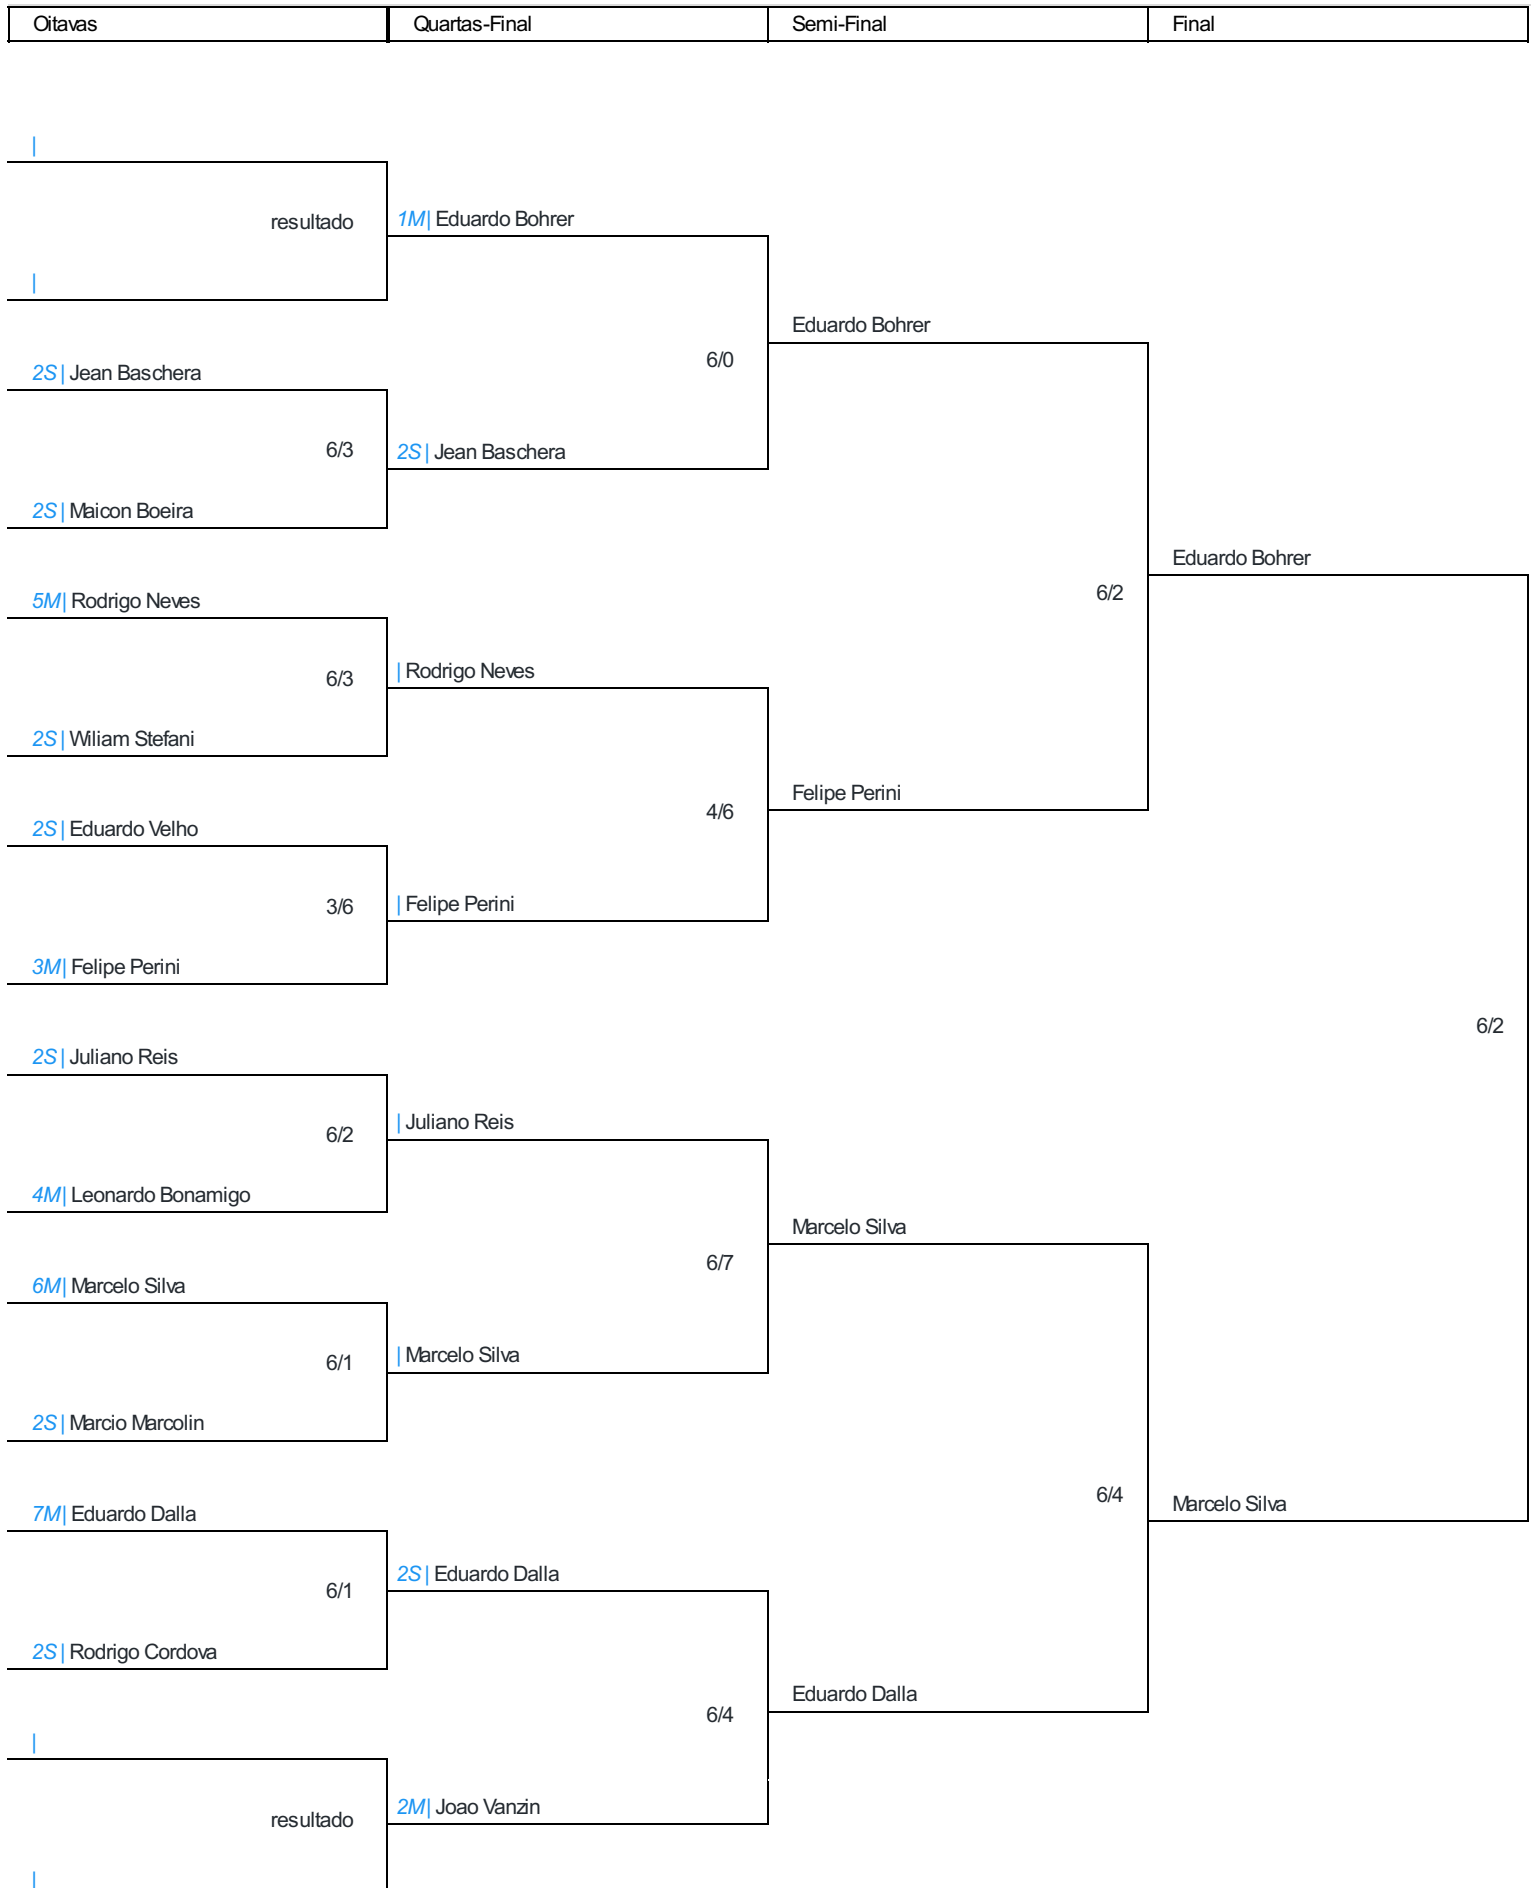 Oitavas Quartas-Final Semi-Final Final
|
resultado
|
2S| Jean Baschera
6/3
2S| Maicon Boeira
5M| Rodrigo Neves
6/3
2S| Wiliam Stefani
2S| Eduardo Velho
3/6
3M| Felipe Perini
2S| Juliano Reis
6/2
4M| Leonardo Bonamigo
6M| Marcelo Silva
6/1
2S| Marcio Marcolin
7M| Eduardo Dalla
6/1
2S| Rodrigo Cordova
|
resultado
|
1M| Eduardo Bohrer
6/0
2S| Jean Baschera
| Rodrigo Neves
4/6
| Felipe Perini
| Juliano Reis
6/7
| Marcelo Silva
2S| Eduardo Dalla
6/4
2M| Joao Vanzin
Eduardo Bohrer
6/2
Felipe Perini
Marcelo Silva
6/4
Eduardo Dalla
Eduardo Bohrer
6/2
Marcelo Silva